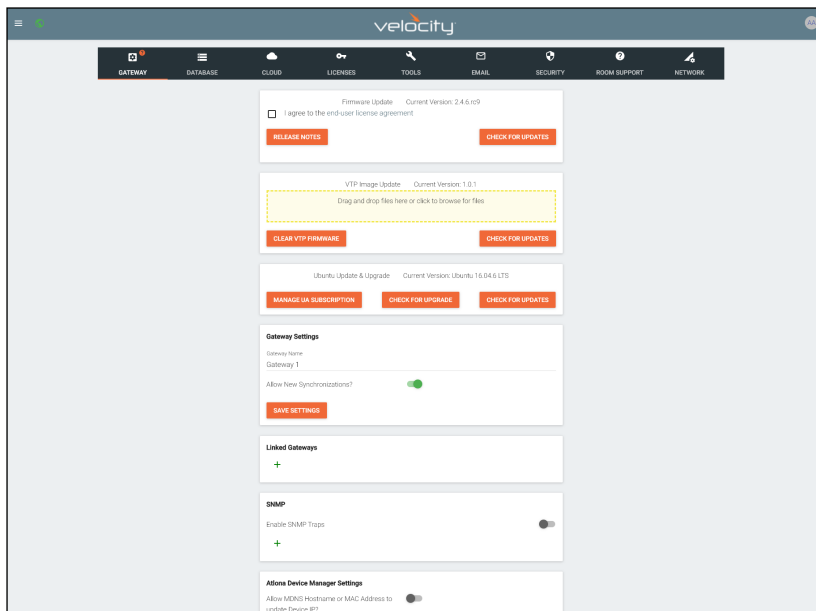 velocity
AA
GATEWAY
DATABASE
CLOUD
LICENSES
TOOLS
EMAIL
SECURITY
ROOM SUPPORT
NETWORK
Firmware Update Current Version: 2.4.6.rc9
I agree to the end-user license agreement
RELEASE NOTES
CHECK FOR UPDATES
VTP Image Update Current Version: 1.0.1
Drag and drop files here or click to browse for files
CLEAR VTP FIRMWARE
CHECK FOR UPDATES
Ubuntu Update & Upgrade Current Version: Ubuntu 16.04.6 LTS
MANAGE UA SUBSCRIPTION
CHECK FOR UPGRADE
CHECK FOR UPDATES
Gateway Settings
Gateway Name
Gateway 1
Allow New Synchronizations?
SAVE SETTINGS
Linked Gateways
SNMP
Enable SNMP Traps
Atlona Device Manager Settings
Allow MDNS Hostname or MAC Address to
update Device IP?